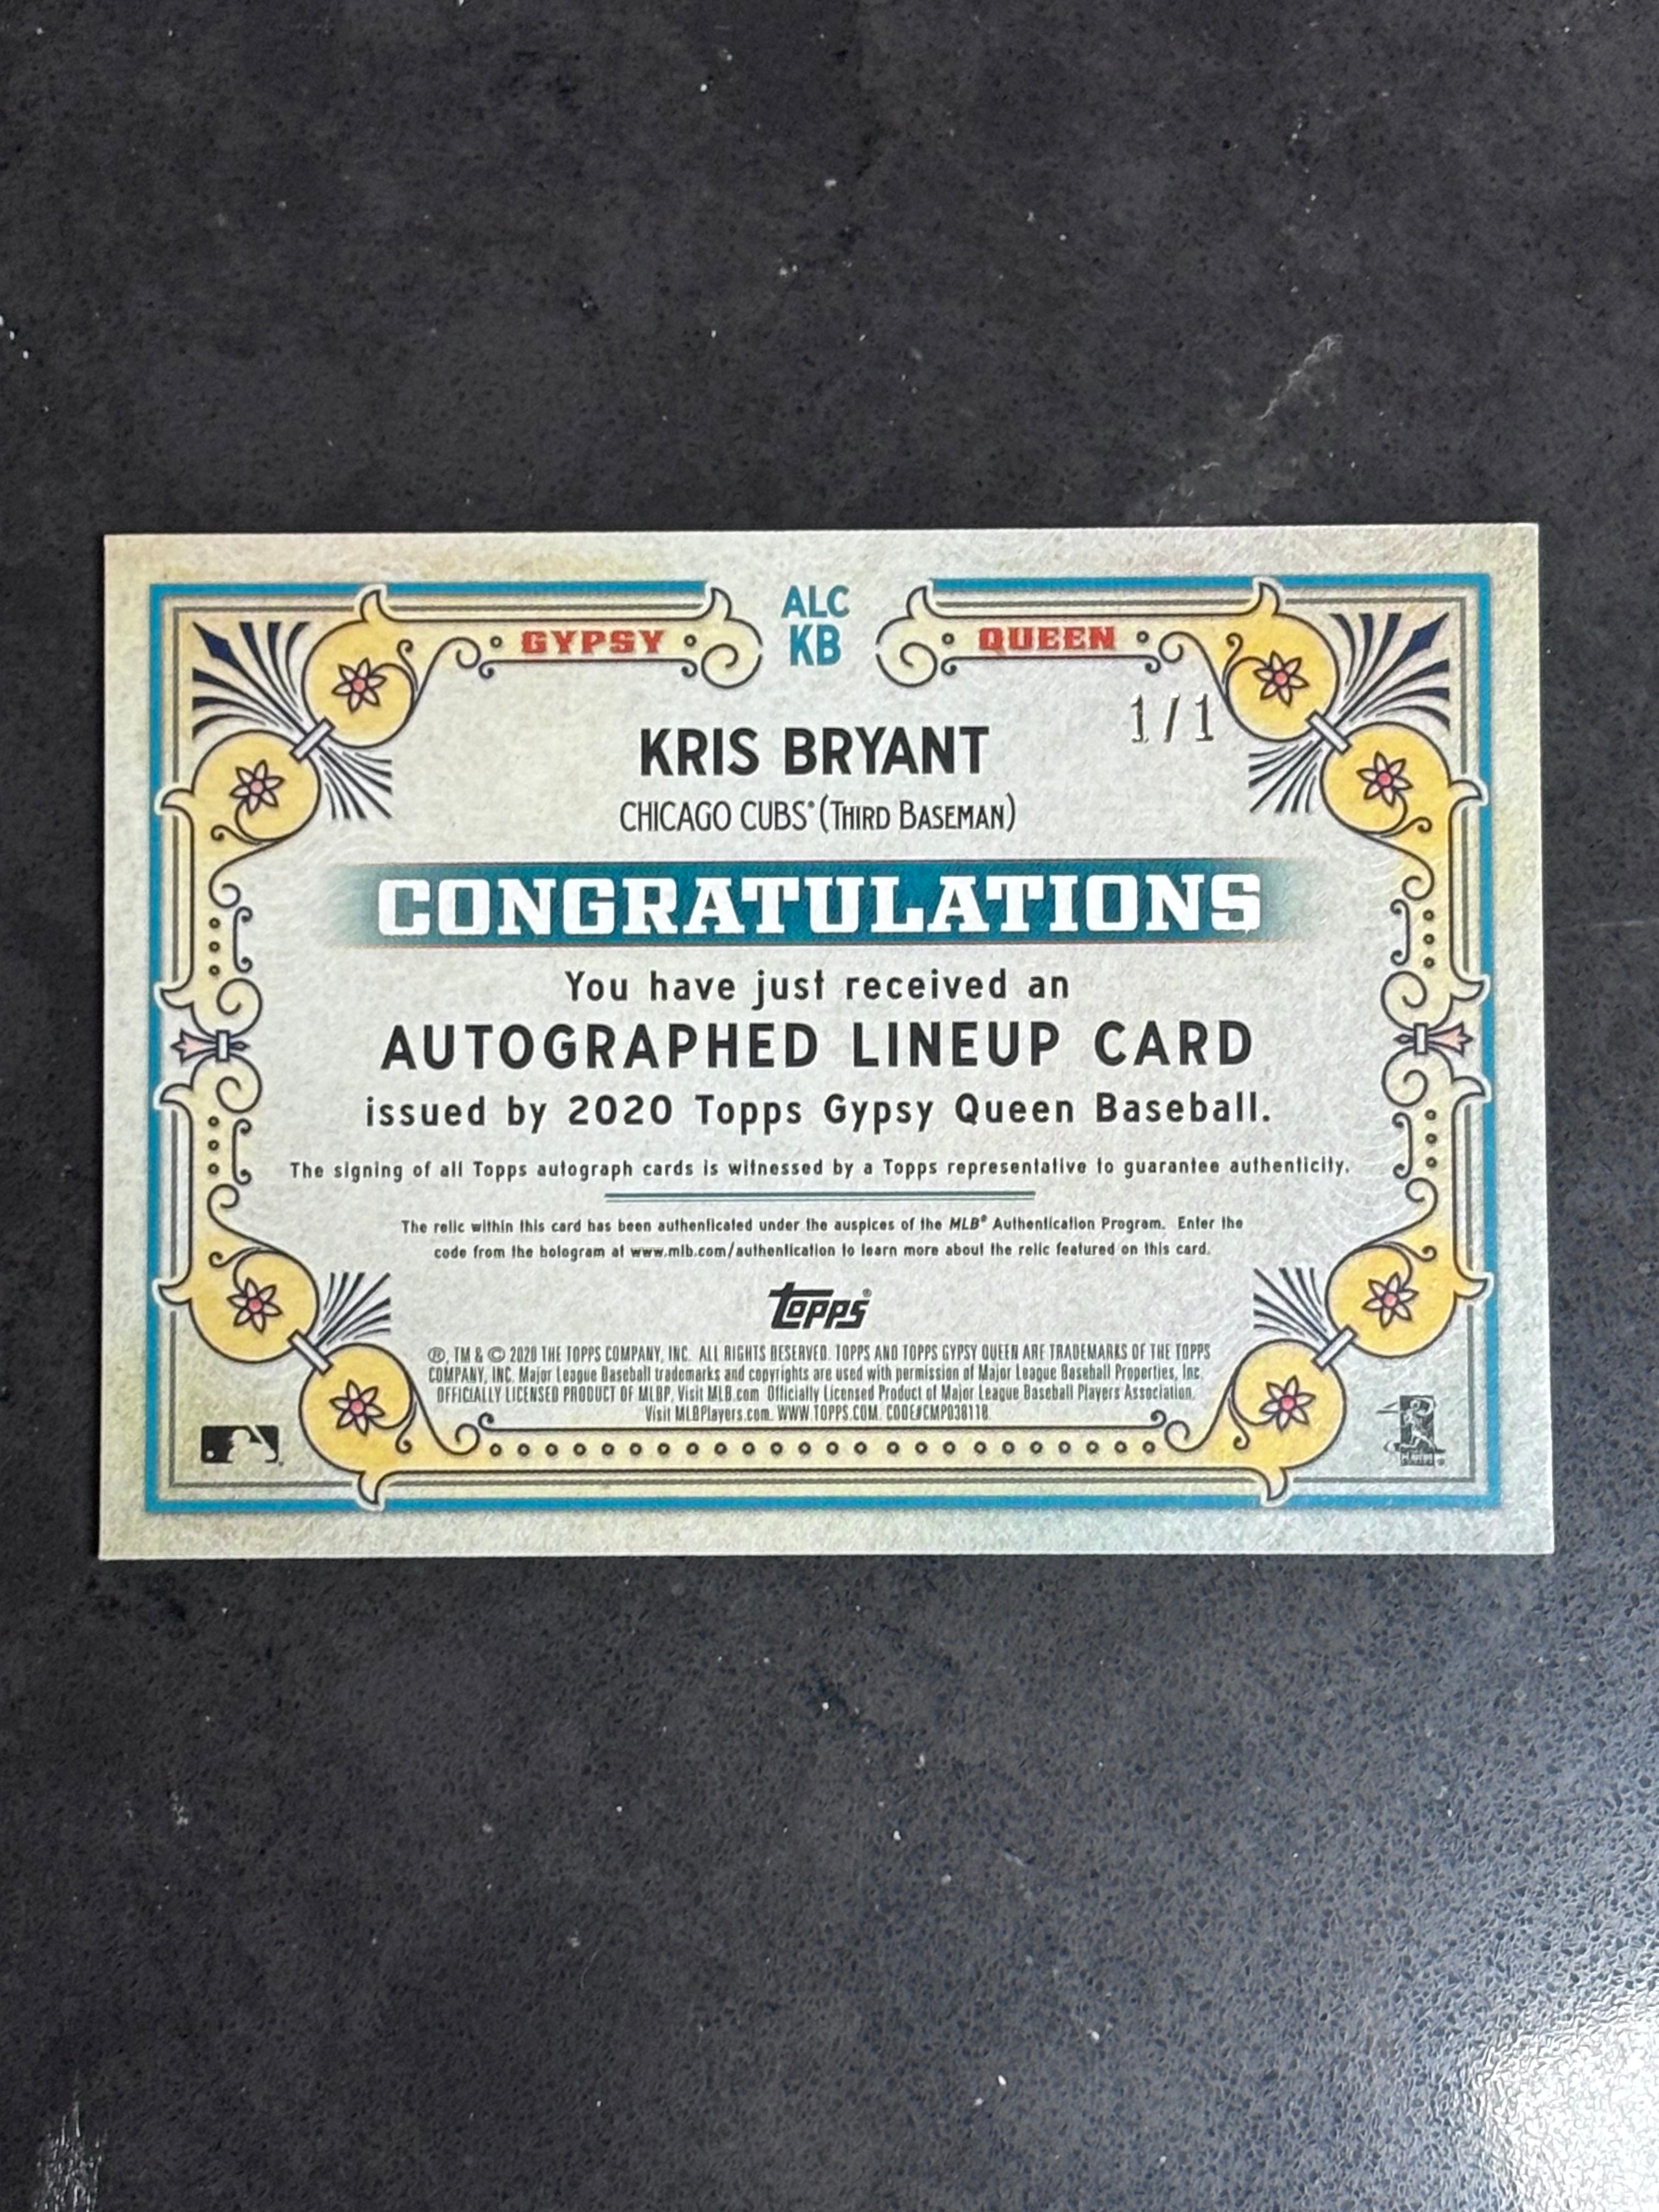 ALC
GYPSY KB QUEEN
1/1
KRIS BRYANT
CHICAGO CUBS® (THIRD BASEMAN)
CONGRATULATIONS
You have just received an
AUTOGRAPHED LINEUP CARD
issued by 2020 Topps Gypsy Queen Baseball.
The signing of all Topps autograph cards is witnessed by a Topps representative to guarantee authenticity.
The relic within this card has been authenticated under the auspices of the MLB® Authentication Program. Enter the
code from the hologram at www.mlb.com/authentication to learn more about the relic featured on this card.
topps®
®, TM & © 2020 THE TOPPS COMPANY, INC. ALL RIGHTS RESERVED. TOPPS AND TOPPS GYPSY QUEEN ARE TRADEMARKS OF THE TOPPS
COMPANY, INC. Major League Baseball trademarks and copyrights are used with permission of Major League Baseball Properties, Inc.
OFFICIALLY LICENSED PRODUCT OF MLBP. Visit MLB.com. Officially Licensed Product of Major League Baseball Players Association.
Visit MLBPlayers.com. WWW.TOPPS.COM. CODE#CMP038118